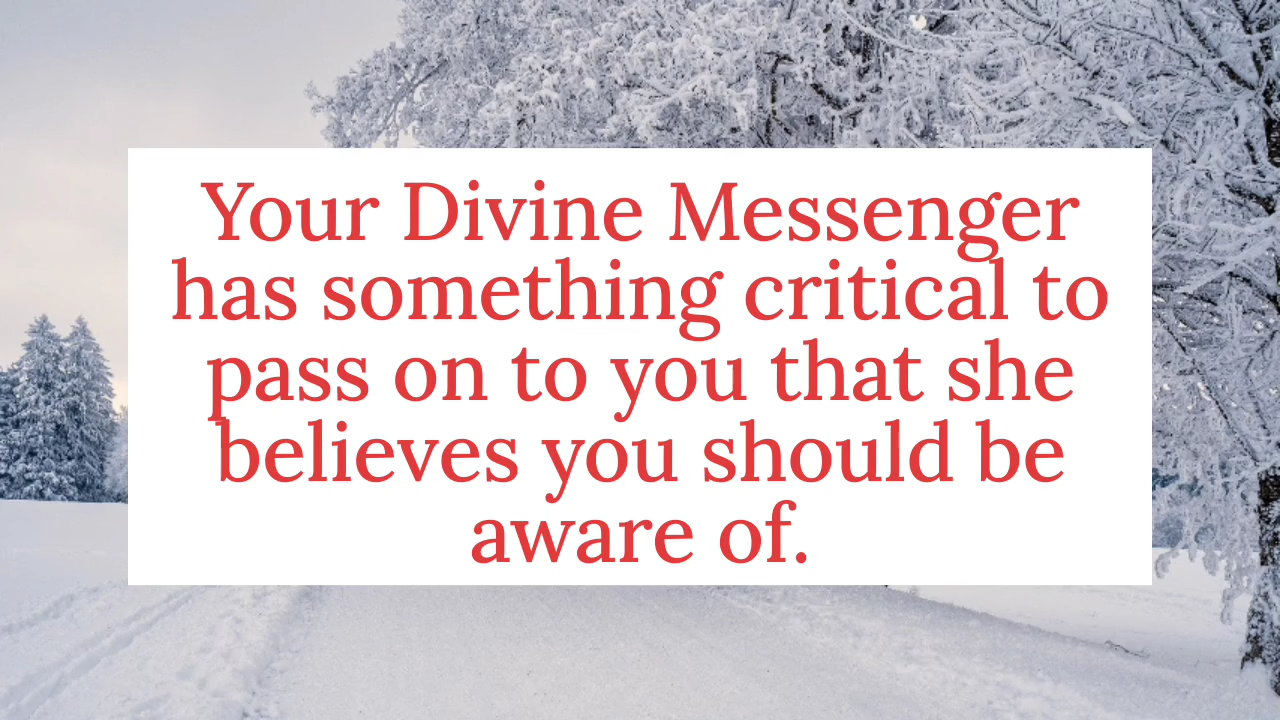 Your Divine Messenger
has something critical to
pass on to you that she
believes you should be
aware of.